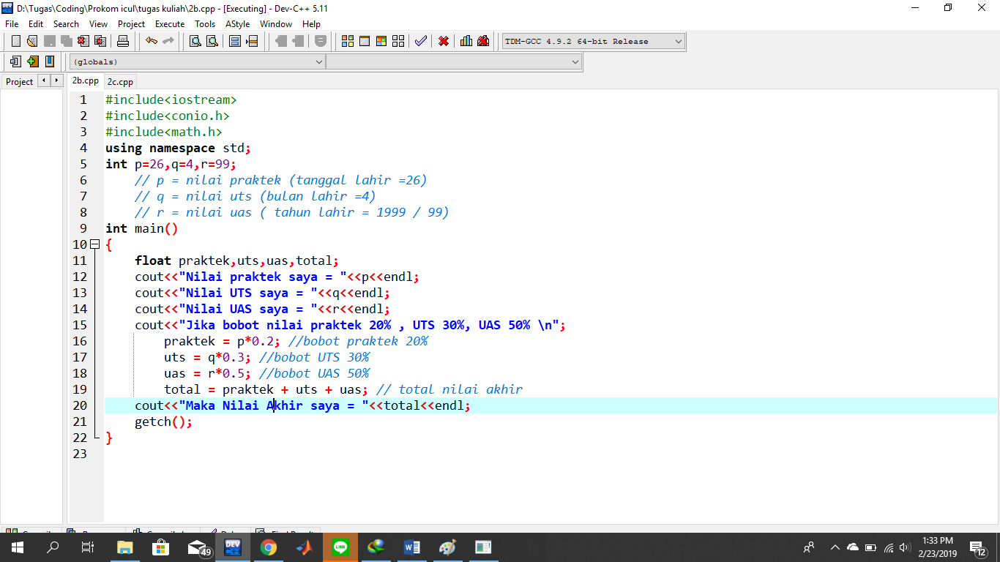 D:\Tugas\Coding\Prokom icul\tugas kuliah\2b.cpp - [Executing] - Dev-C++ 5.11
File Edit Search View Project Execute Tools AStyle Window Help
TDM-GCC 4.9.2 64-bit Release
(globals)
Project 2b.cpp 2c.cpp
1 #include<iostream>
2 #include<conio.h>
3 #include<math.h>
4 using namespace std;
5 int p=26,q=4,r=99;
6 // p = nilai praktek (tanggal lahir =26)
7 // q = nilai uts (bulan lahir =4)
8 // r = nilai uas ( tahun lahir = 1999 / 99)
9 int main()
10 {
11 float praktek,uts,uas,total;
12 cout<<"Nilai praktek saya = "<<p<<endl;
13 cout<<"Nilai UTS saya = "<<q<<endl;
14 cout<<"Nilai UAS saya = "<<r<<endl;
15 cout<<"Jika bobot nilai praktek 20% , UTS 30%, UAS 50% \n";
16 praktek = p*0.2; //bobot praktek 20%
17 uts = q*0.3; //bobot UTS 30%
18 uas = r*0.5; //bobot UAS 50%
19 total = praktek + uts + uas; // total nilai akhir
20 cout<<"Maka Nilai Akhir saya = "<<total<<endl;
21 getch();
22 }
23
49 DEV LINE 1:33 PM
2/23/2019 12